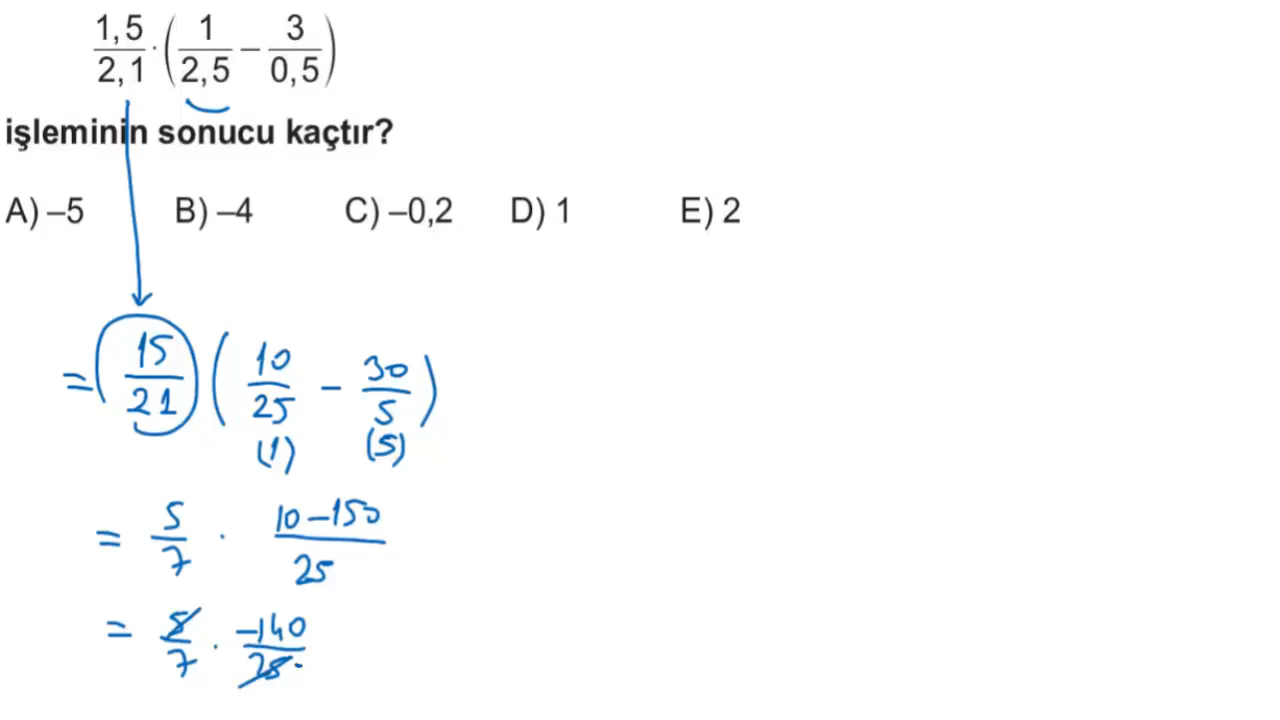 1,5/2,1 · (1/2,5 − 3/0,5)
işleminin sonucu kaçtır?
A) –5 B) –4 C) –0,2 D) 1 E) 2
= (15/21) (10/25 − 30/5)
(1) (5)
= 5/7 · 10−150/25
= 5/7 · −140/25